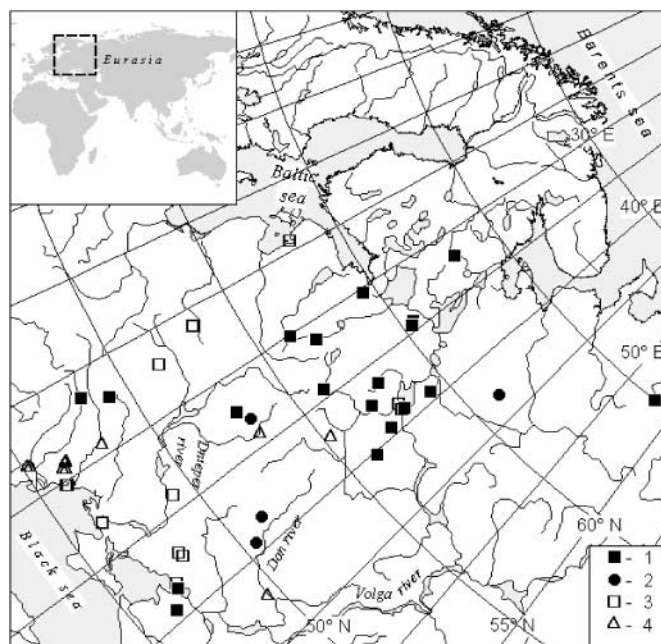 Eurasia
Barents sea
30° E
Baltic
sea
40° E
50° E
Dnieper
river
Don river
Black sea
60° N
Volga river
50° N
55° N
- 1
- 2
- 3
- 4